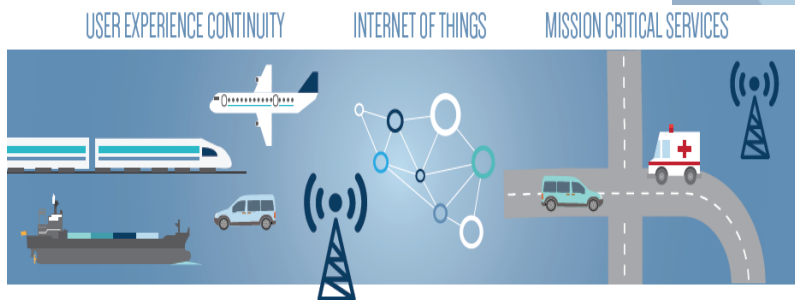 USER EXPERIENCE CONTINUITY
INTERNET OF THINGS
MISSION CRITICAL SERVICES